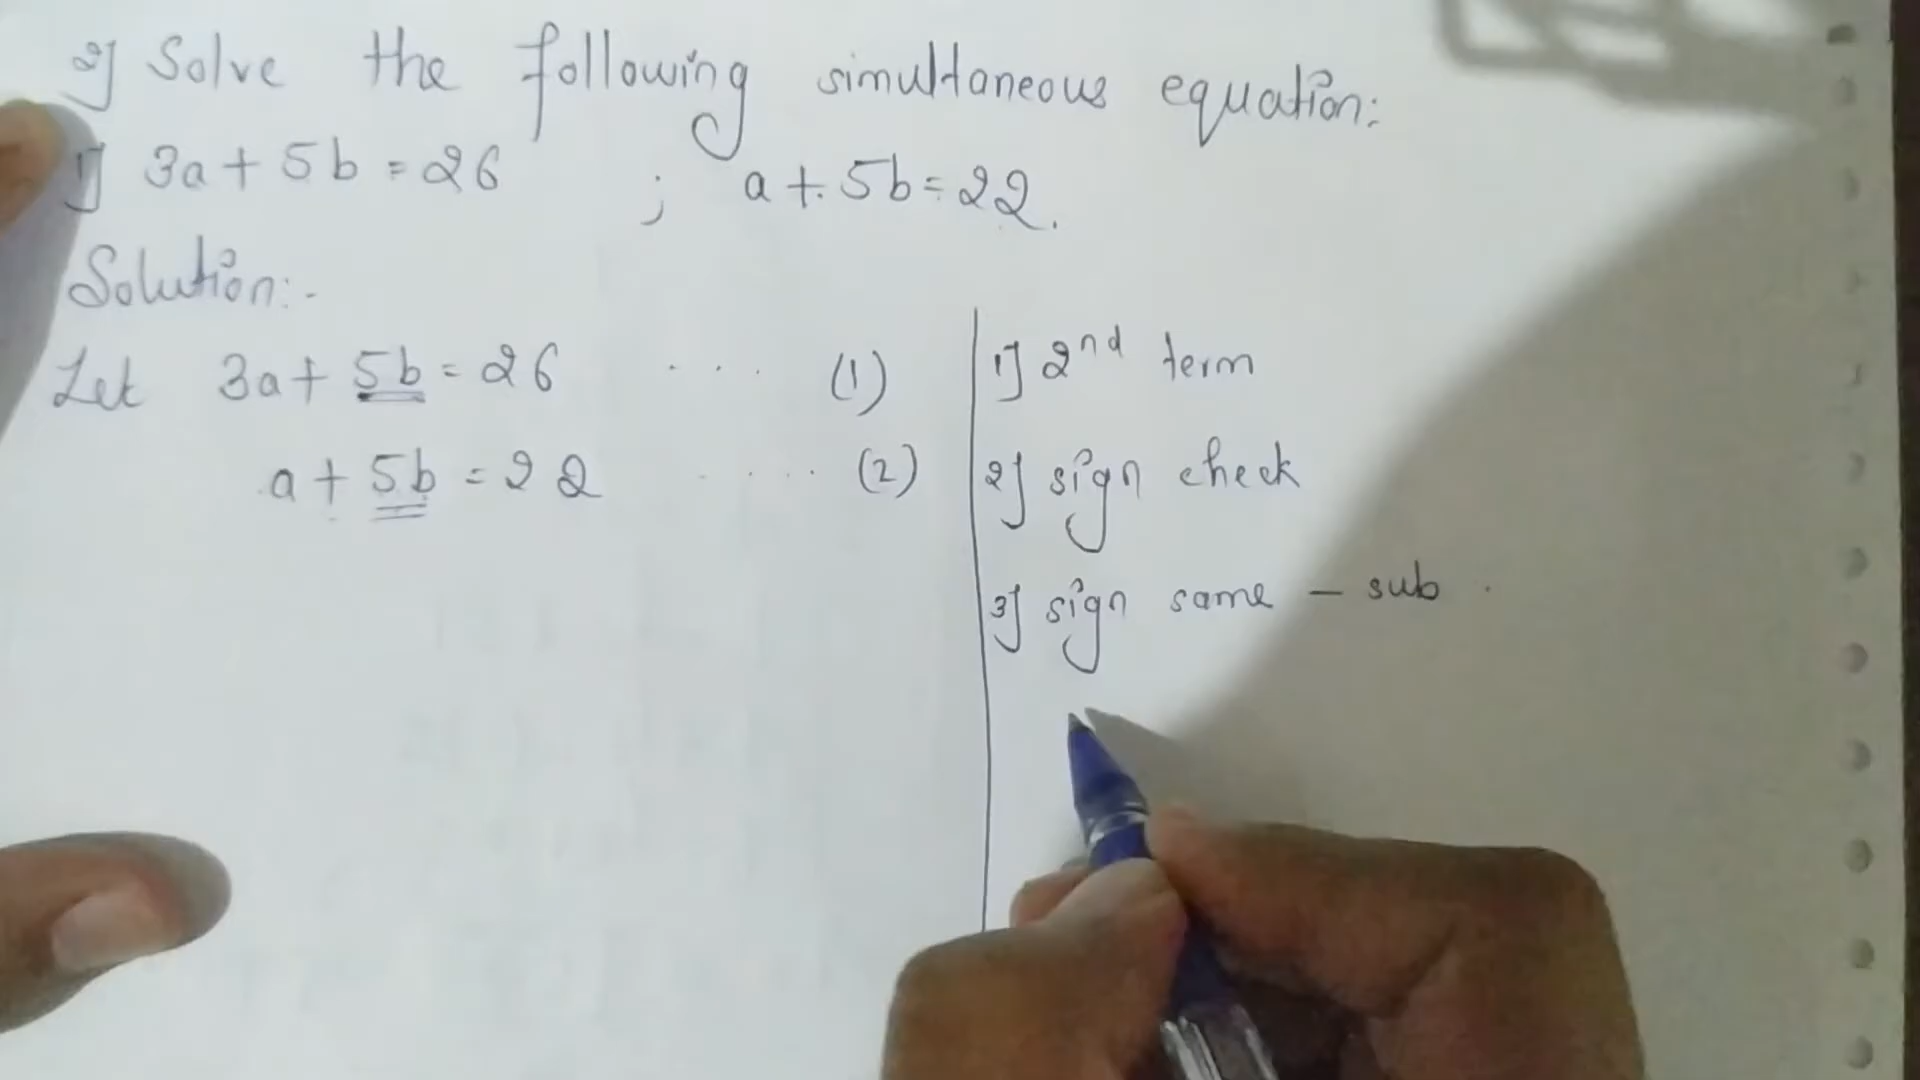 2] Solve the following simultaneous equation:
1] 3a + 5b = 26 ; a + 5b = 22.
Solution:-
Let 3a + 5b = 26 ... (1)
a + 5b = 22 .... (2)
1] 2nd term
2] sign check
3] sign same - sub